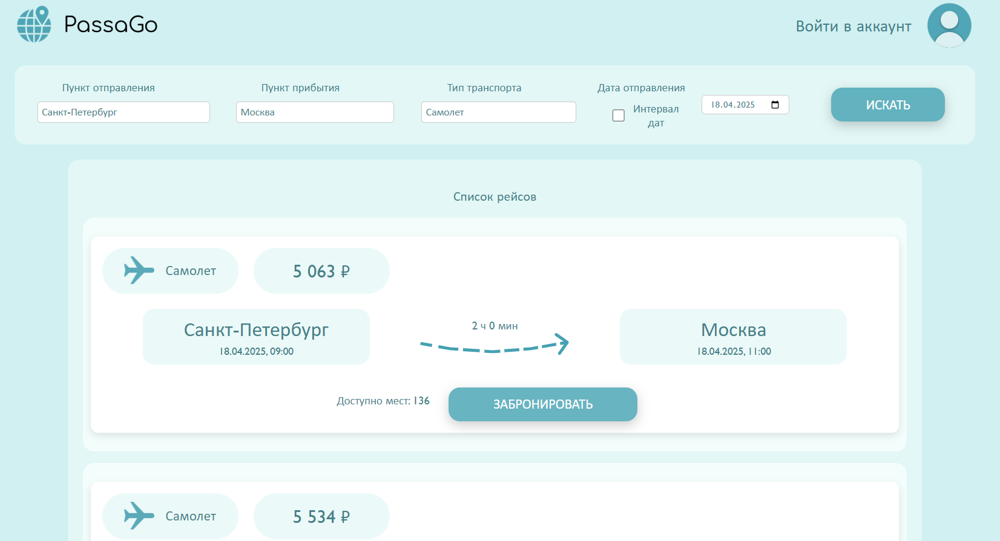 PassaGo
Войти в аккаунт
Пункт отправления
Пункт прибытия
Тип транспорта
Дата отправления
Санкт-Петербург
Москва
Самолет
Интервал
дат
18.04.2025
ИСКАТЬ
Список рейсов
Самолет
5 063 ₽
Санкт-Петербург
18.04.2025, 09:00
2 ч 0 мин
Москва
18.04.2025, 11:00
Доступно мест: 136
ЗАБРОНИРОВАТЬ
Самолет
5 534 ₽